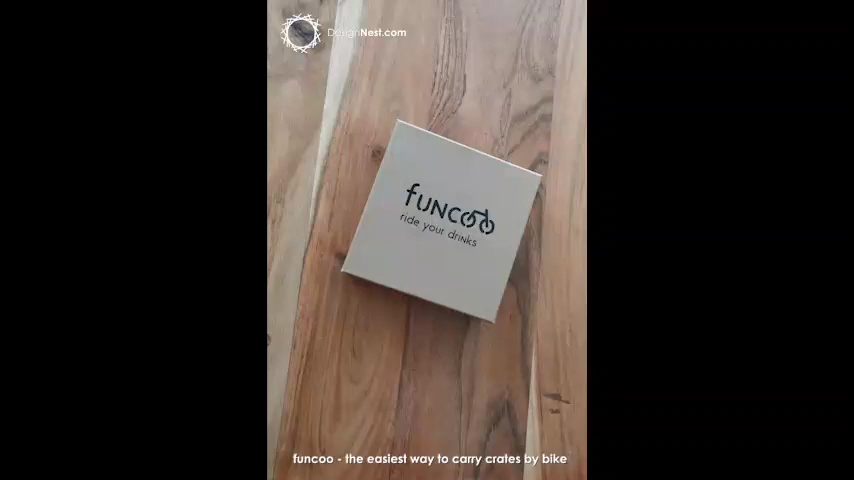 DesignNest.com
funcoo
ride your drinks
funcoo - the easiest way to carry crates by bike